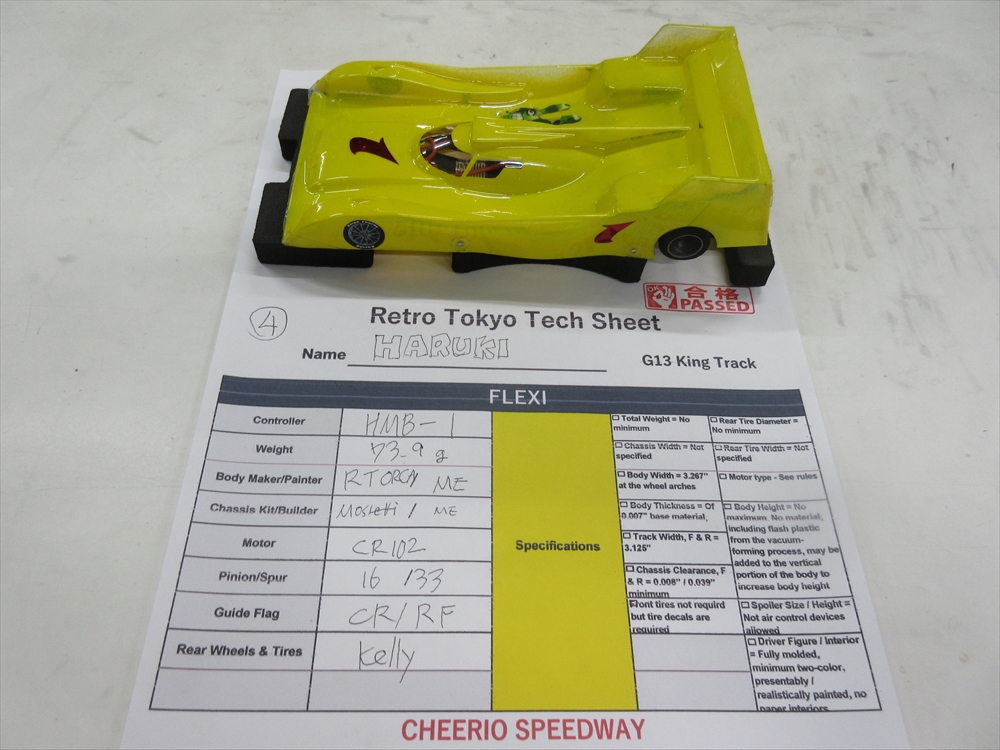 合格
PASSED
4
Retro Tokyo Tech Sheet
Name HARUKI
G13 King Track
FLEXI
Controller HMB-1
Weight 73.9 g
Body Maker/Painter RTORCA ME
Chassis Kit/Builder Mosetti / ME
Motor CR102
Pinion/Spur 16 / 33
Guide Flag CR/RF
Rear Wheels & Tires Kelly
Specifications
Total Weight = No
minimum
Chassis Width = Not
specified
Body Width = 3.267"
at the wheel arches
Body Thickness = Of
0.007" base material,
Track Width, F & R =
3.125"
Chassis Clearance, F
& R = 0.008" / 0.039"
minimum
Front tires not requird
but tire decals are
required
Rear Tire Diameter =
No minimum
Rear Tire Width = Not
specified
Motor type - See rules
Body Height = No
maximum. No material,
including flash plastic
from the vacuum-
forming process, may be
added to the vertical
portion of the body to
increase body height
Spoiler Size / Height =
Not air control devices
allowed
Driver Figure / Interior
= Fully molded,
minimum two-color,
presentably /
realistically painted, no
paper interiors
CHEERIO SPEEDWAY